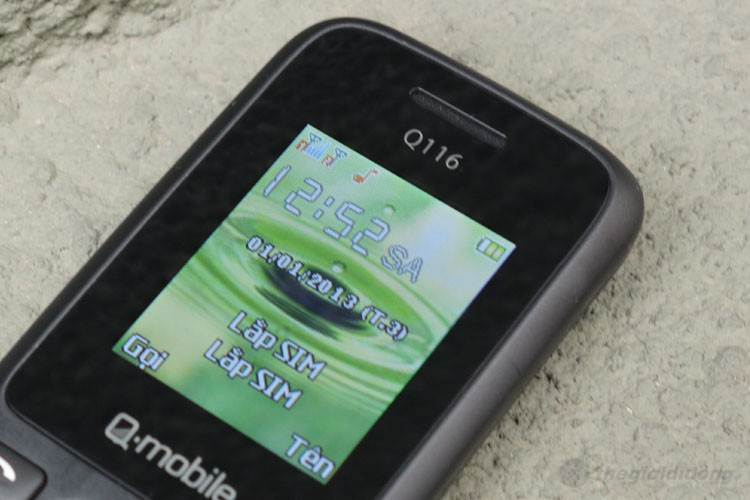 Q116
12:52 SA
01/01/2013 (T.3)
Lắp SIM
Lắp SIM
Gọi
Tên
Q-mobile
thegioididong